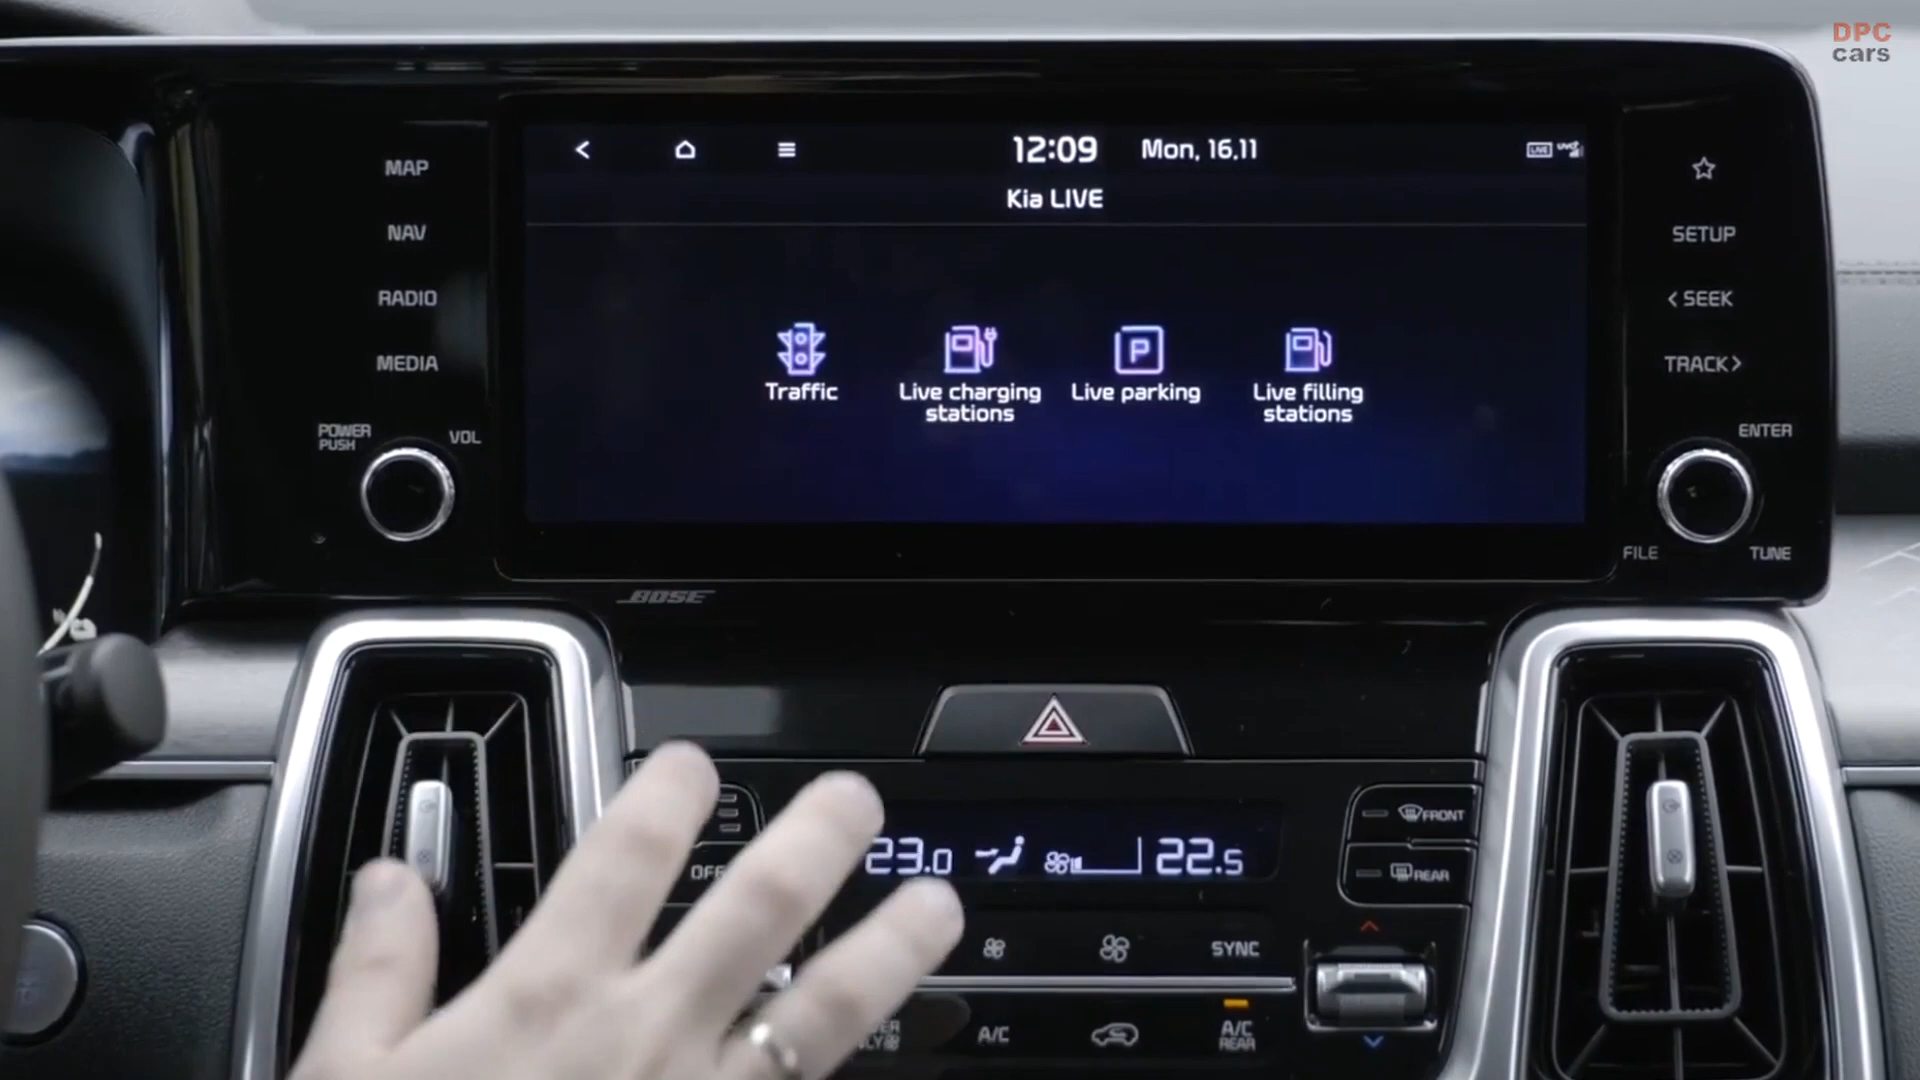 DPC
cars
MAP
NAV
RADIO
MEDIA
POWER
PUSH
VOL
12:09
Mon, 16.11
LIVE
Kia LIVE
Traffic
Live charging
stations
P
Live parking
Live filling
stations
SETUP
< SEEK
TRACK >
ENTER
FILE
TUNE
BOSE
OFF
23.0
22.5
FRONT
REAR
SYNC
A/C
A/C
REAR